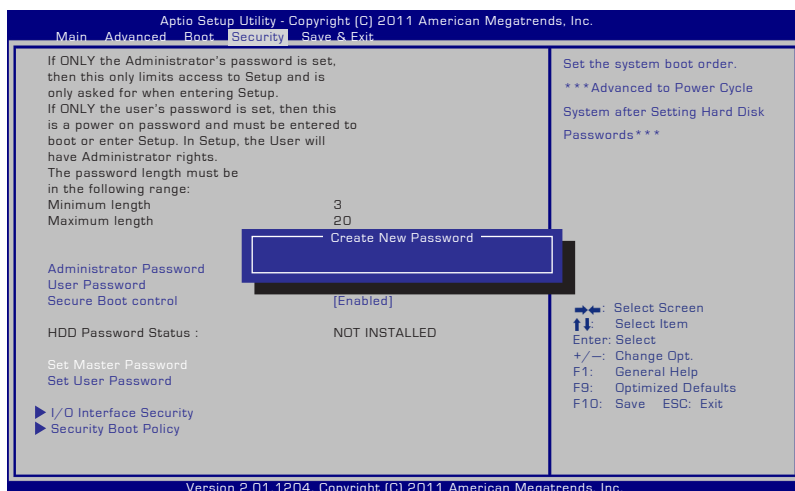 Aptio Setup Utility - Copyright (C) 2011 American Megatrends, Inc.
Main Advanced Boot Security Save & Exit
If ONLY the Administrator's password is set,
then this only limits access to Setup and is
only asked for when entering Setup.
If ONLY the user's password is set, then this
is a power on password and must be entered to
boot or enter Setup. In Setup, the User will
have Administrator rights.
The password length must be
in the following range:
Minimum length 3
Maximum length 20
Create New Password
Administrator Password
User Password
Secure Boot control [Enabled]
HDD Password Status : NOT INSTALLED
Set Master Password
Set User Password
I/O Interface Security
Security Boot Policy
Set the system boot order.
***Advanced to Power Cycle
System after Setting Hard Disk
Passwords***
→←: Select Screen
↑↓: Select Item
Enter: Select
+/—: Change Opt.
F1: General Help
F9: Optimized Defaults
F10: Save ESC: Exit
Version 2.01.1204. Copyright (C) 2011 American Megatrends, Inc.